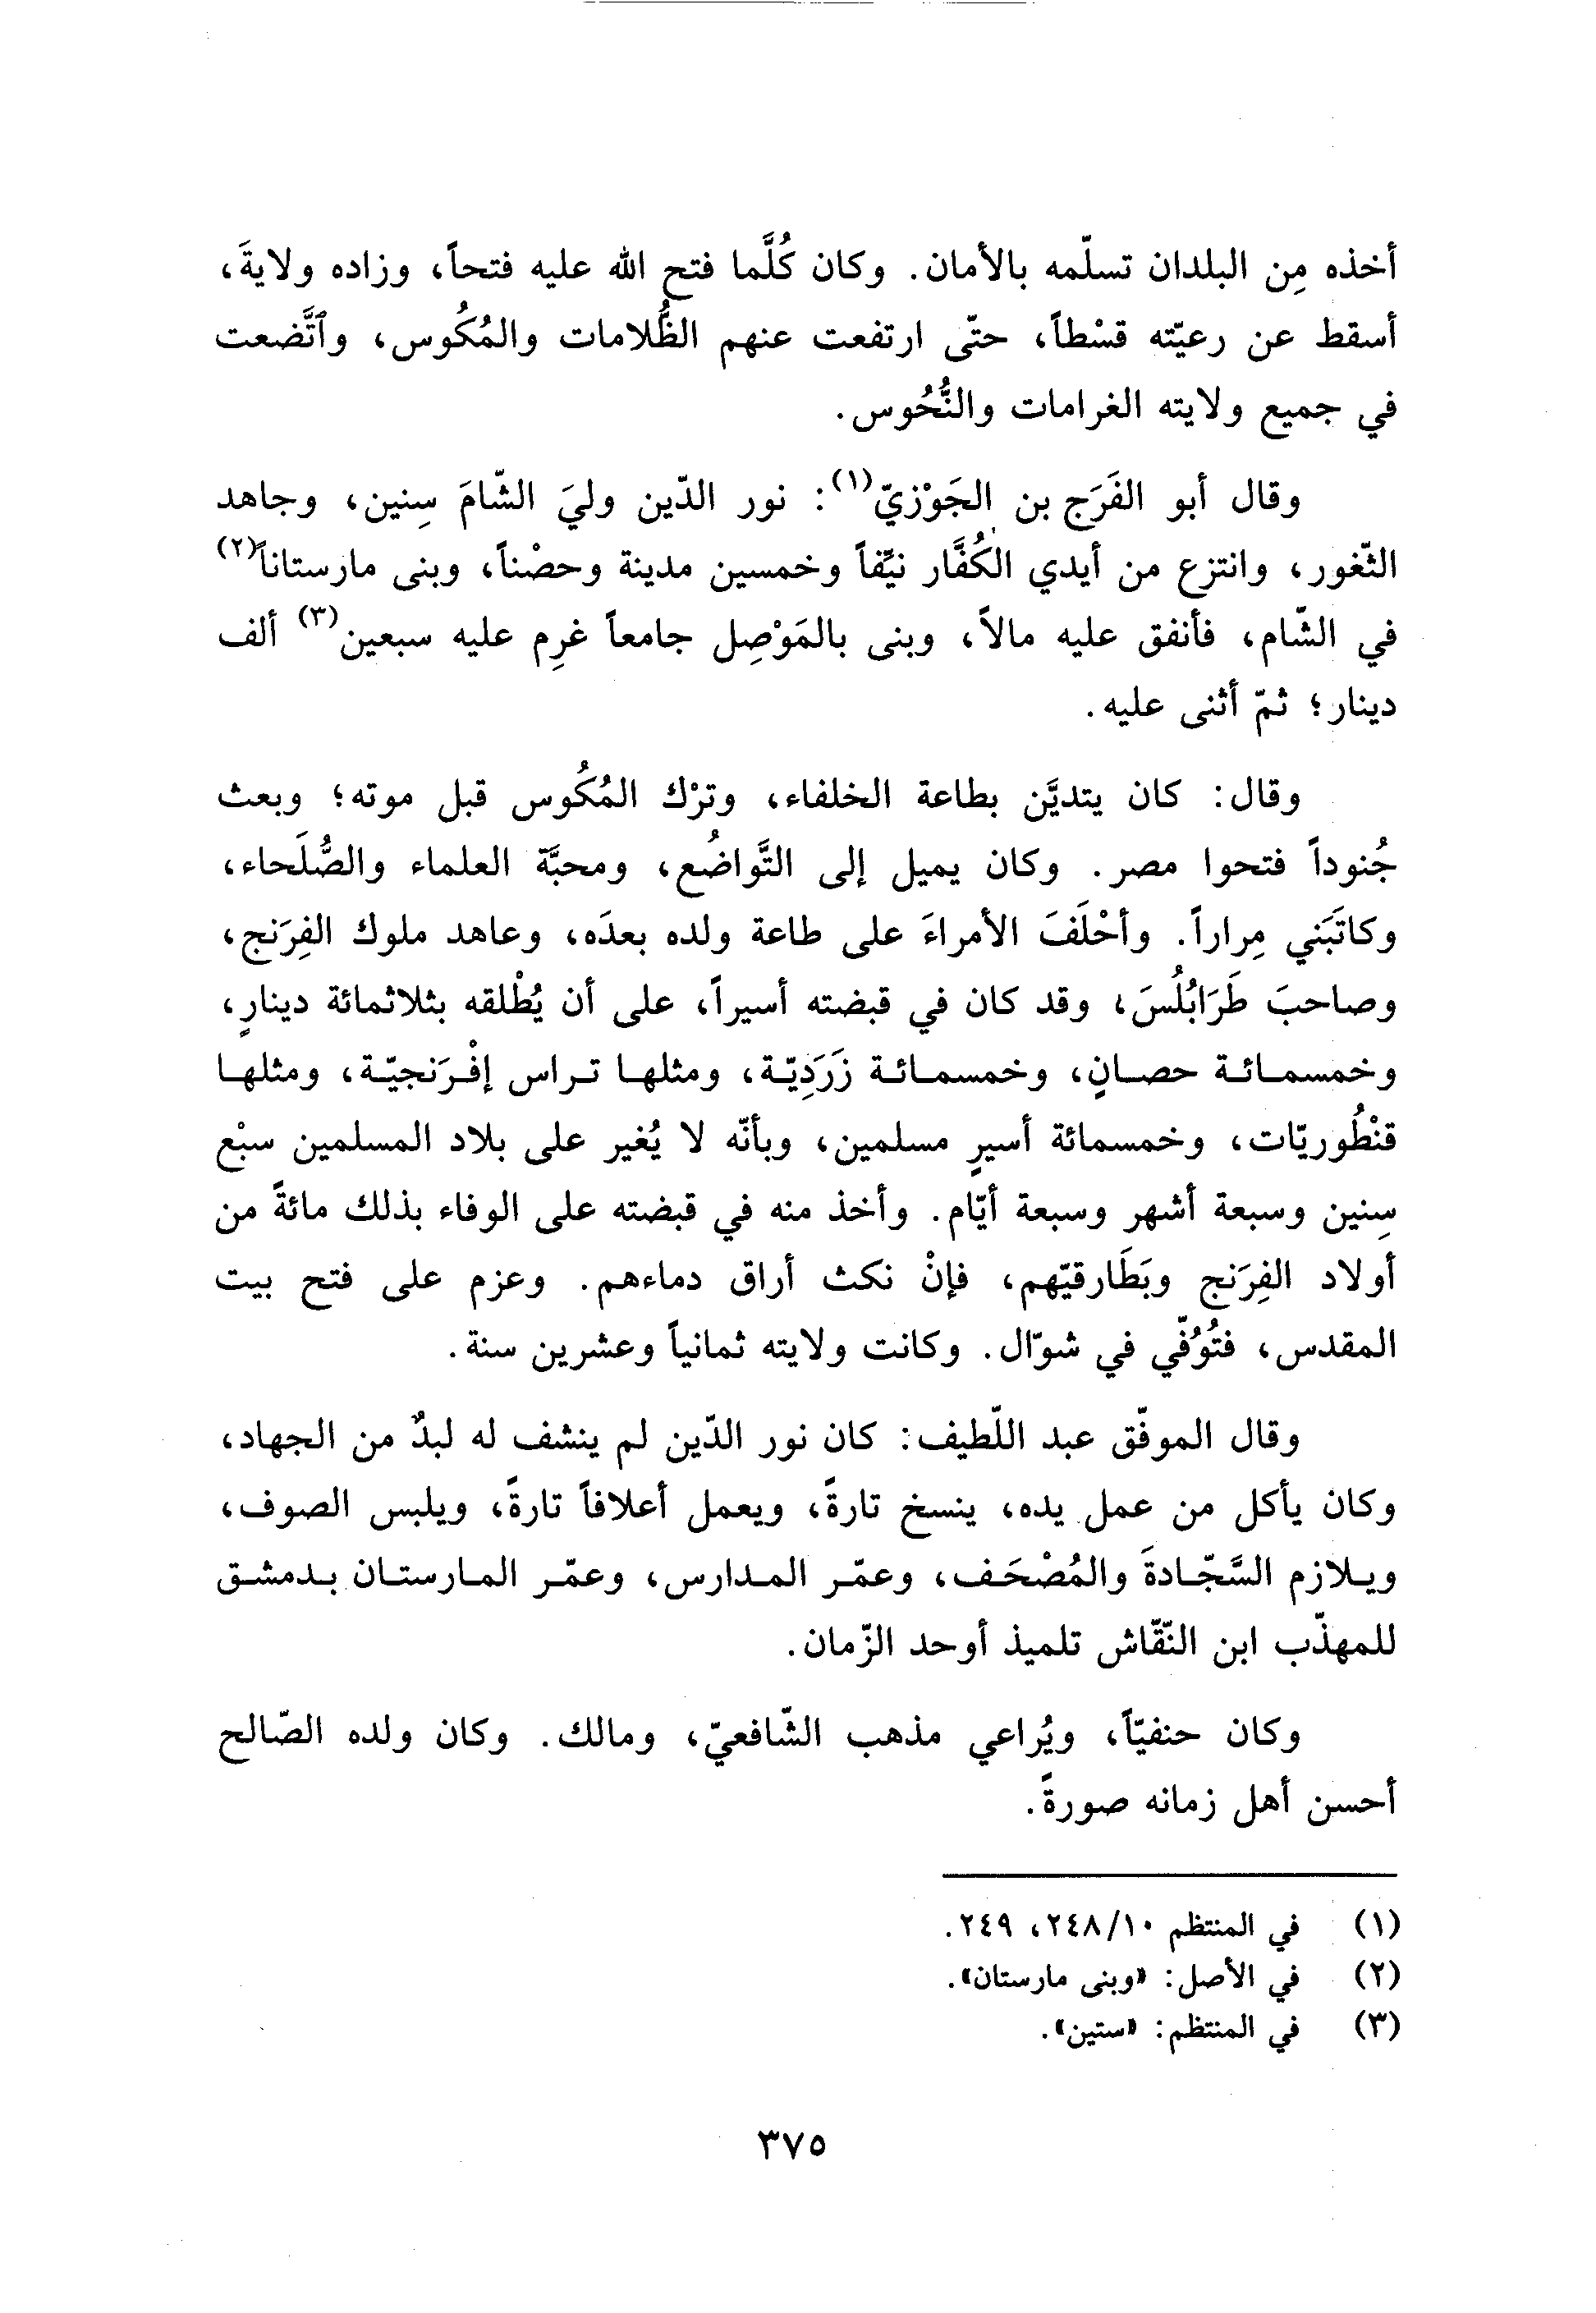 أخذه مِن البلدان تسلّمه بالأمان. وكان كُلَّما فتح الله عليه فتحاً، وزاده ولايةَ،
أسقط عن رعيّته قسْطاً، حتّى ارتفعت عنهم الظُّلامات والمُكُوس، وٱتَّضعت
في جميع ولايته الغرامات والنُّحُوس.
وقال أبو الفَرَج بن الجَوْزيّ(١): نور الدّين وليَ الشّامَ سِنين، وجاهد
الثّغور، وانتزع من أيدي الكُفَّار نيِّفاً وخمسين مدينة وحصْناً، وبنى مارستاناً(٢)
في الشّام، فأنفق عليه مالاً، وبنى بالمَوْصِل جامعاً غرِم عليه سبعين(٣) ألف
دينار؛ ثمّ أثنى عليه.
وقال: كان يتديَّن بطاعة الخلفاء، وترْك المُكُوس قبل موته؛ وبعث
جُنوداً فتحوا مصر. وكان يميل إلى التَّواضُع، ومحبَّة العلماء والصُّلَحاء،
وكاتَبَني مِراراً. وأحْلَفَ الأمراءَ على طاعة ولده بعدَه، وعاهد ملوك الفِرَنج،
وصاحبَ طَرَابُلُسَ، وقد كان في قبضته أسيراً، على أن يُطْلقه بثلاثمائة دينارٍ،
وخمسمائة حصانٍ، وخمسمائة زَرَدِيّة، ومثلها تراس إفْرَنجيّة، ومثلها
قنْطُوريّات، وخمسمائة أسيرٍ مسلمين، وبأنّه لا يُغير على بلاد المسلمين سبْع
سِنين وسبعة أشهر وسبعة أيّام. وأخذ منه في قبضته على الوفاء بذلك مائةً من
أولاد الفِرَنج وبَطَارقيّهم، فإنْ نكث أراق دماءهم. وعزم على فتح بيت
المقدس، فتُوُفّي في شوّال. وكانت ولايته ثمانياً وعشرين سنة.
وقال الموفّق عبد اللّطيف: كان نور الدّين لم ينشف له لبدٌ من الجهاد،
وكان يأكل من عمل يده، ينسخ تارةً، ويعمل أعلافاً تارةً، ويلبس الصوف،
ويلازم السَّجّادةَ والمُصْحَف، وعمّر المدارس، وعمّر المارستان بدمشق
للمهذّب ابن النّقّاش تلميذ أوحد الزّمان.
وكان حنفيّاً، ويُراعي مذهب الشّافعيّ، ومالك. وكان ولده الصّالح
أحسن أهل زمانه صورةً.
(١) في المنتظم ٢٤٨/١٠، ٢٤٩.
(٢) في الأصل: «وبنى مارستان».
(٣) في المنتظم: «ستين».
٣٧٥